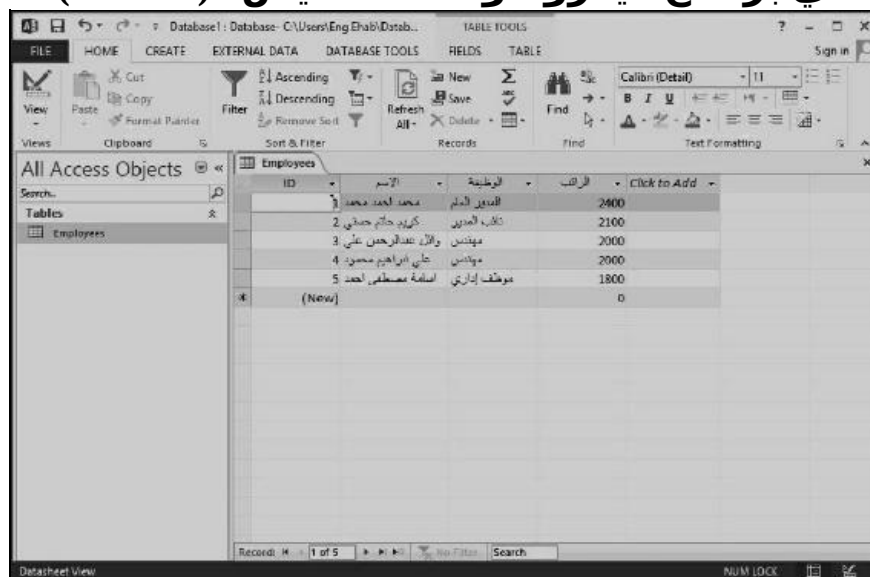 Database1 : Database- C:\Users\Eng.Ehab\Datab... TABLE TOOLS ?
FILE HOME CREATE EXTERNAL DATA DATABASE TOOLS FIELDS TABLE Sign in
Cut Ascending New Calibri (Detail) 11
View Paste Copy Filter Descending Refresh Save Find B I U
Format Painter Remove Sort All Delete
Views Clipboard Sort & Filter Records Find Text Formatting
All Access Objects Employees
Search...
Tables
Employees
ID الاسم الوظيفة الراتب Click to Add
1 محمد احمد محمد المدير العام 2400
2 كريم حاتم نائب المدير 2100
3 وائل عبدالرحمن علي مهندس 2000
4 علي ابراهيم محمود مهندس 2000
5 اسامة مصطفى احمد موظف إداري 1800
* (New) 0
Record: 1 of 5 No Filter Search
Datasheet View NUM LOCK